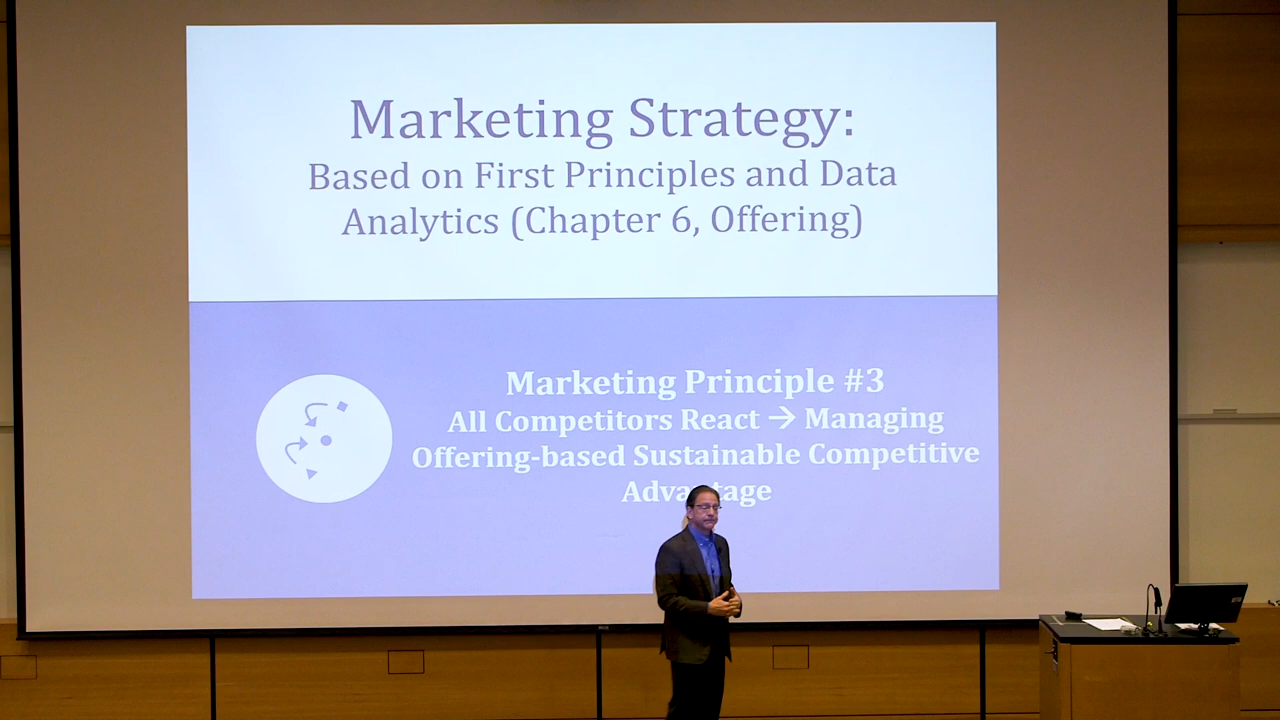 Marketing Strategy:
Based on First Principles and Data
Analytics (Chapter 6, Offering)
Marketing Principle #3
All Competitors React → Managing
Offering-based Sustainable Competitive
Advantage